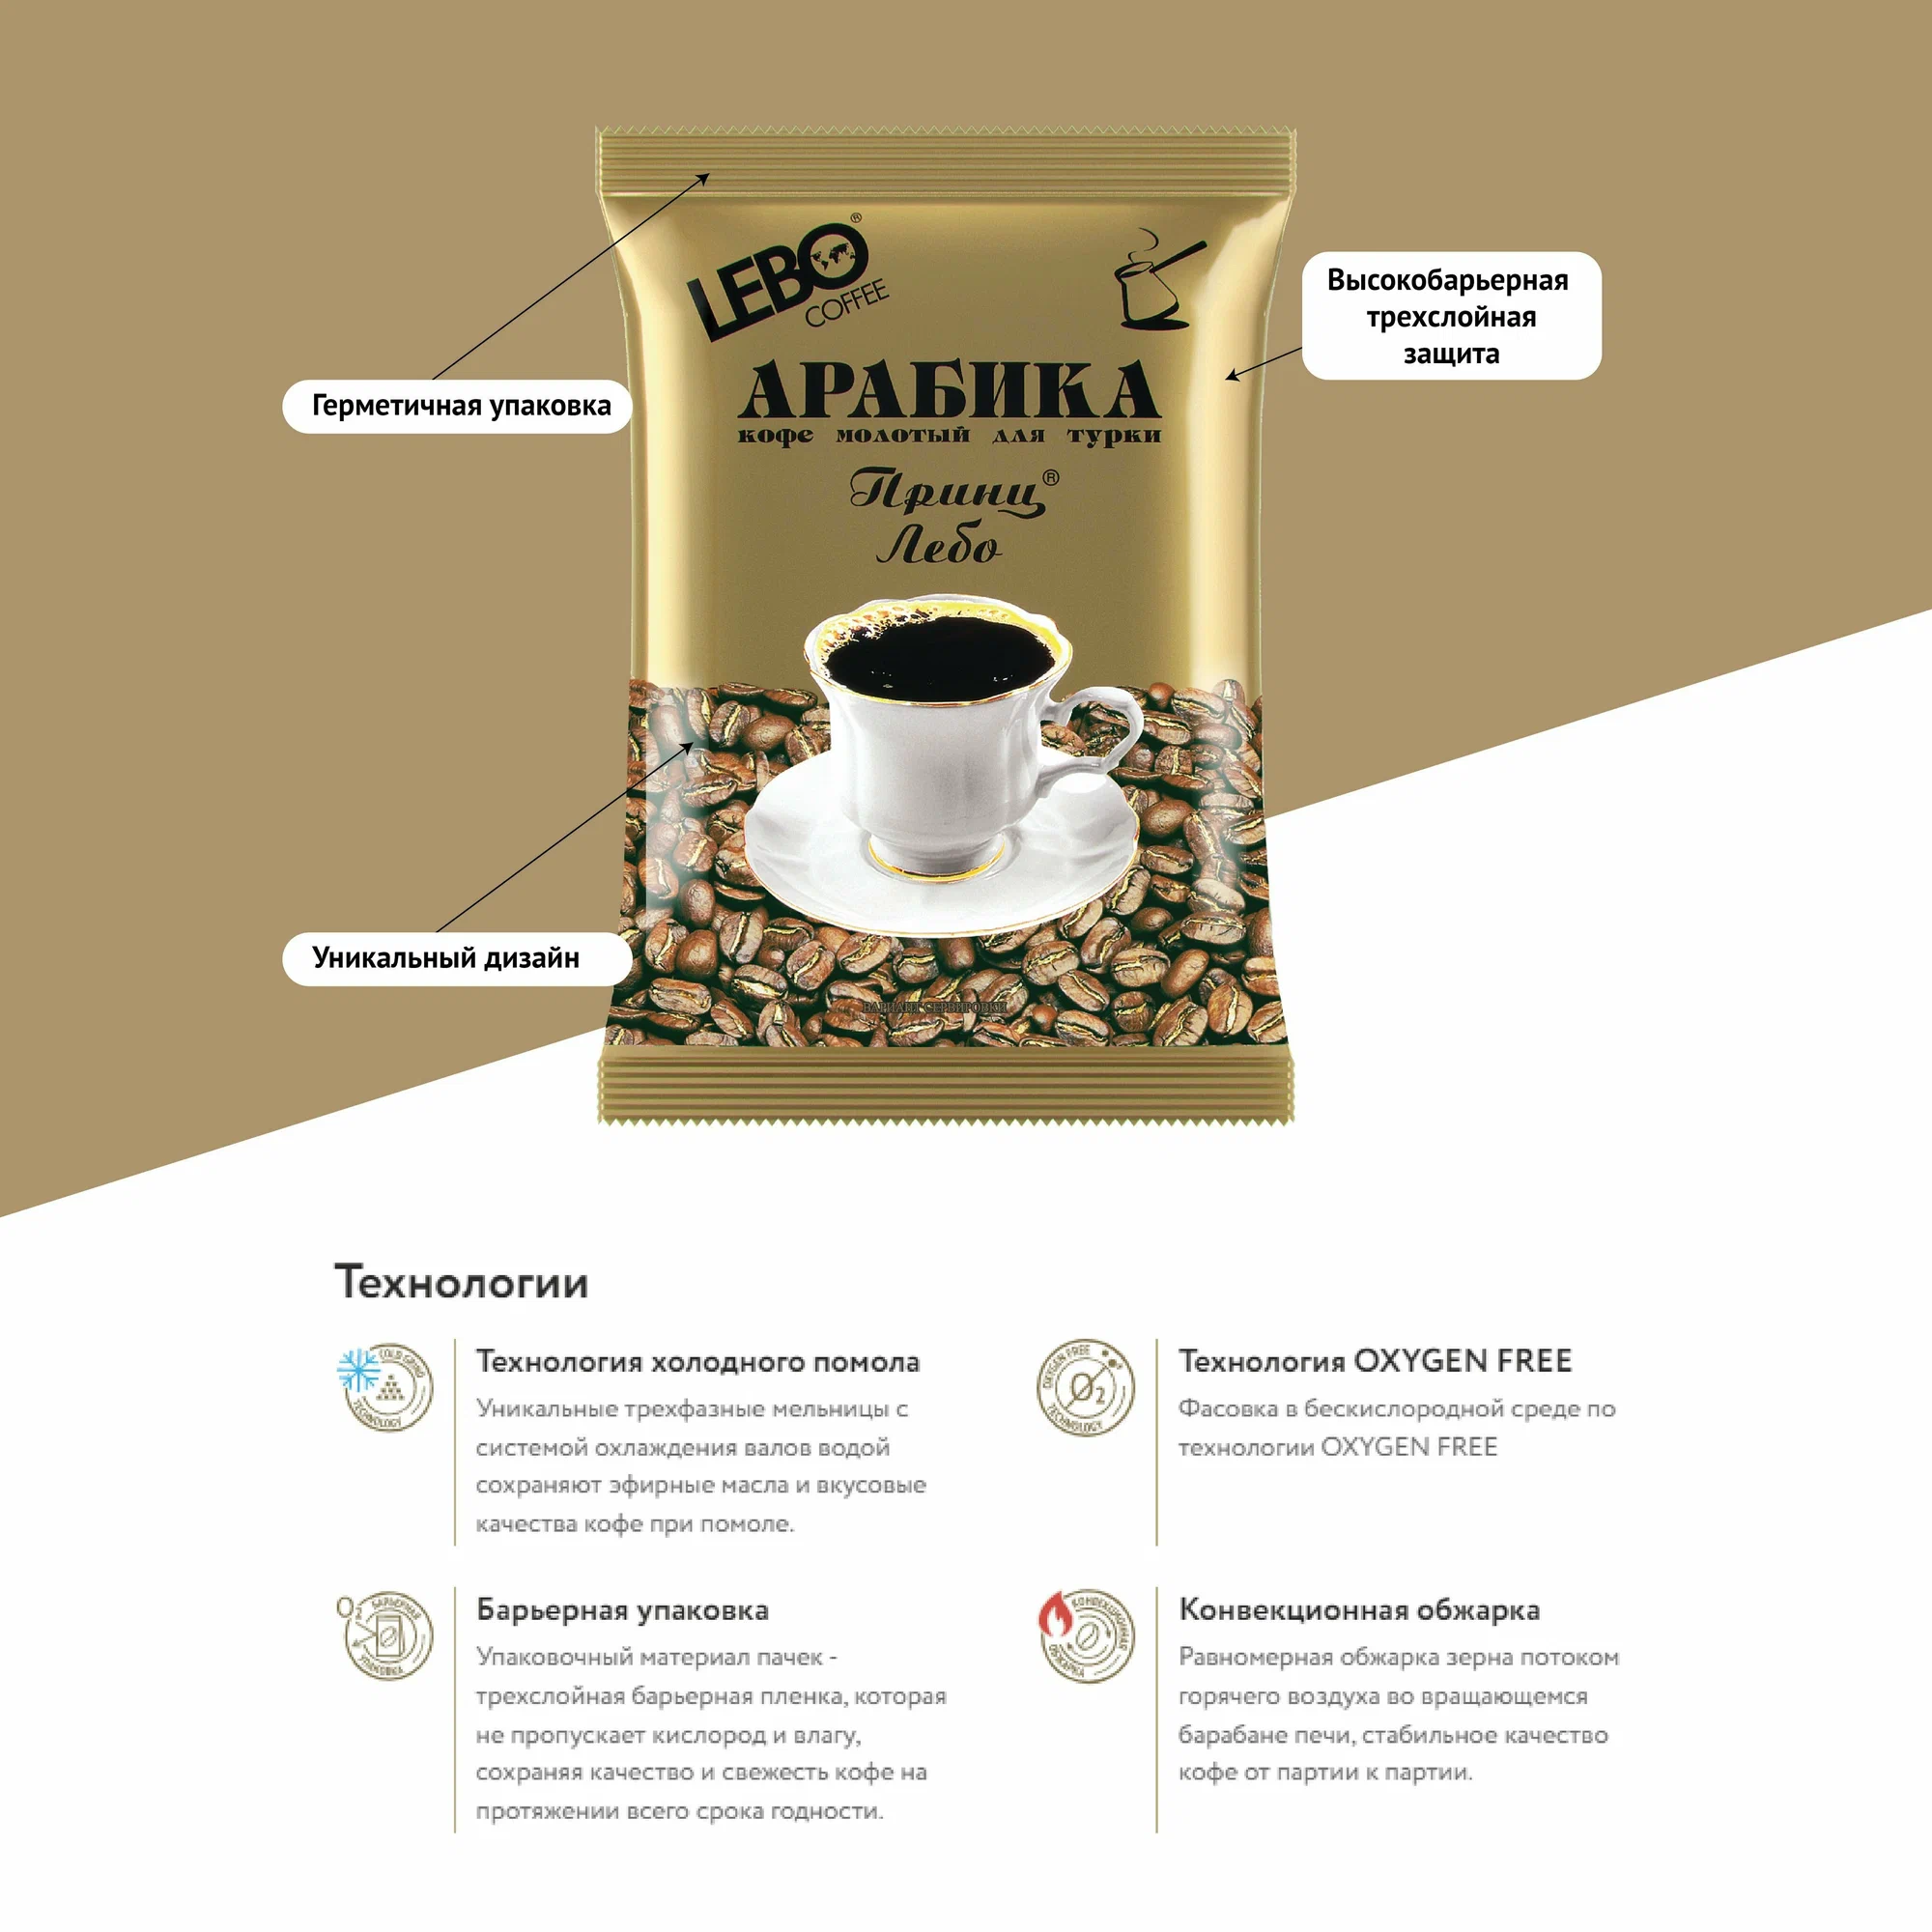 LEBO®
COFFEE
АРАБИКА
кофе молотый для турки
Принц®
Лебо
ВАРИАНТ СЕРВИРОВКИ
Герметичная упаковка
Высокобарьерная
трехслойная
защита
Уникальный дизайн
Технологии
COLD GRIND
TECHNOLOGY
Технология холодного помола
Уникальные трехфазные мельницы с
системой охлаждения валов водой
сохраняют эфирные масла и вкусовые
качества кофе при помоле.
OXYGEN FREE
O2
TECHNOLOGY
Технология OXYGEN FREE
Фасовка в бескислородной среде по
технологии OXYGEN FREE
O2
БАРЬЕРНАЯ
УПАКОВКА
Барьерная упаковка
Упаковочный материал пачек -
трехслойная барьерная пленка, которая
не пропускает кислород и влагу,
сохраняя качество и свежесть кофе на
протяжении всего срока годности.
КОНВЕКЦИОННАЯ
ОБЖАРКА
Конвекционная обжарка
Равномерная обжарка зерна потоком
горячего воздуха во вращающемся
барабане печи, стабильное качество
кофе от партии к партии.